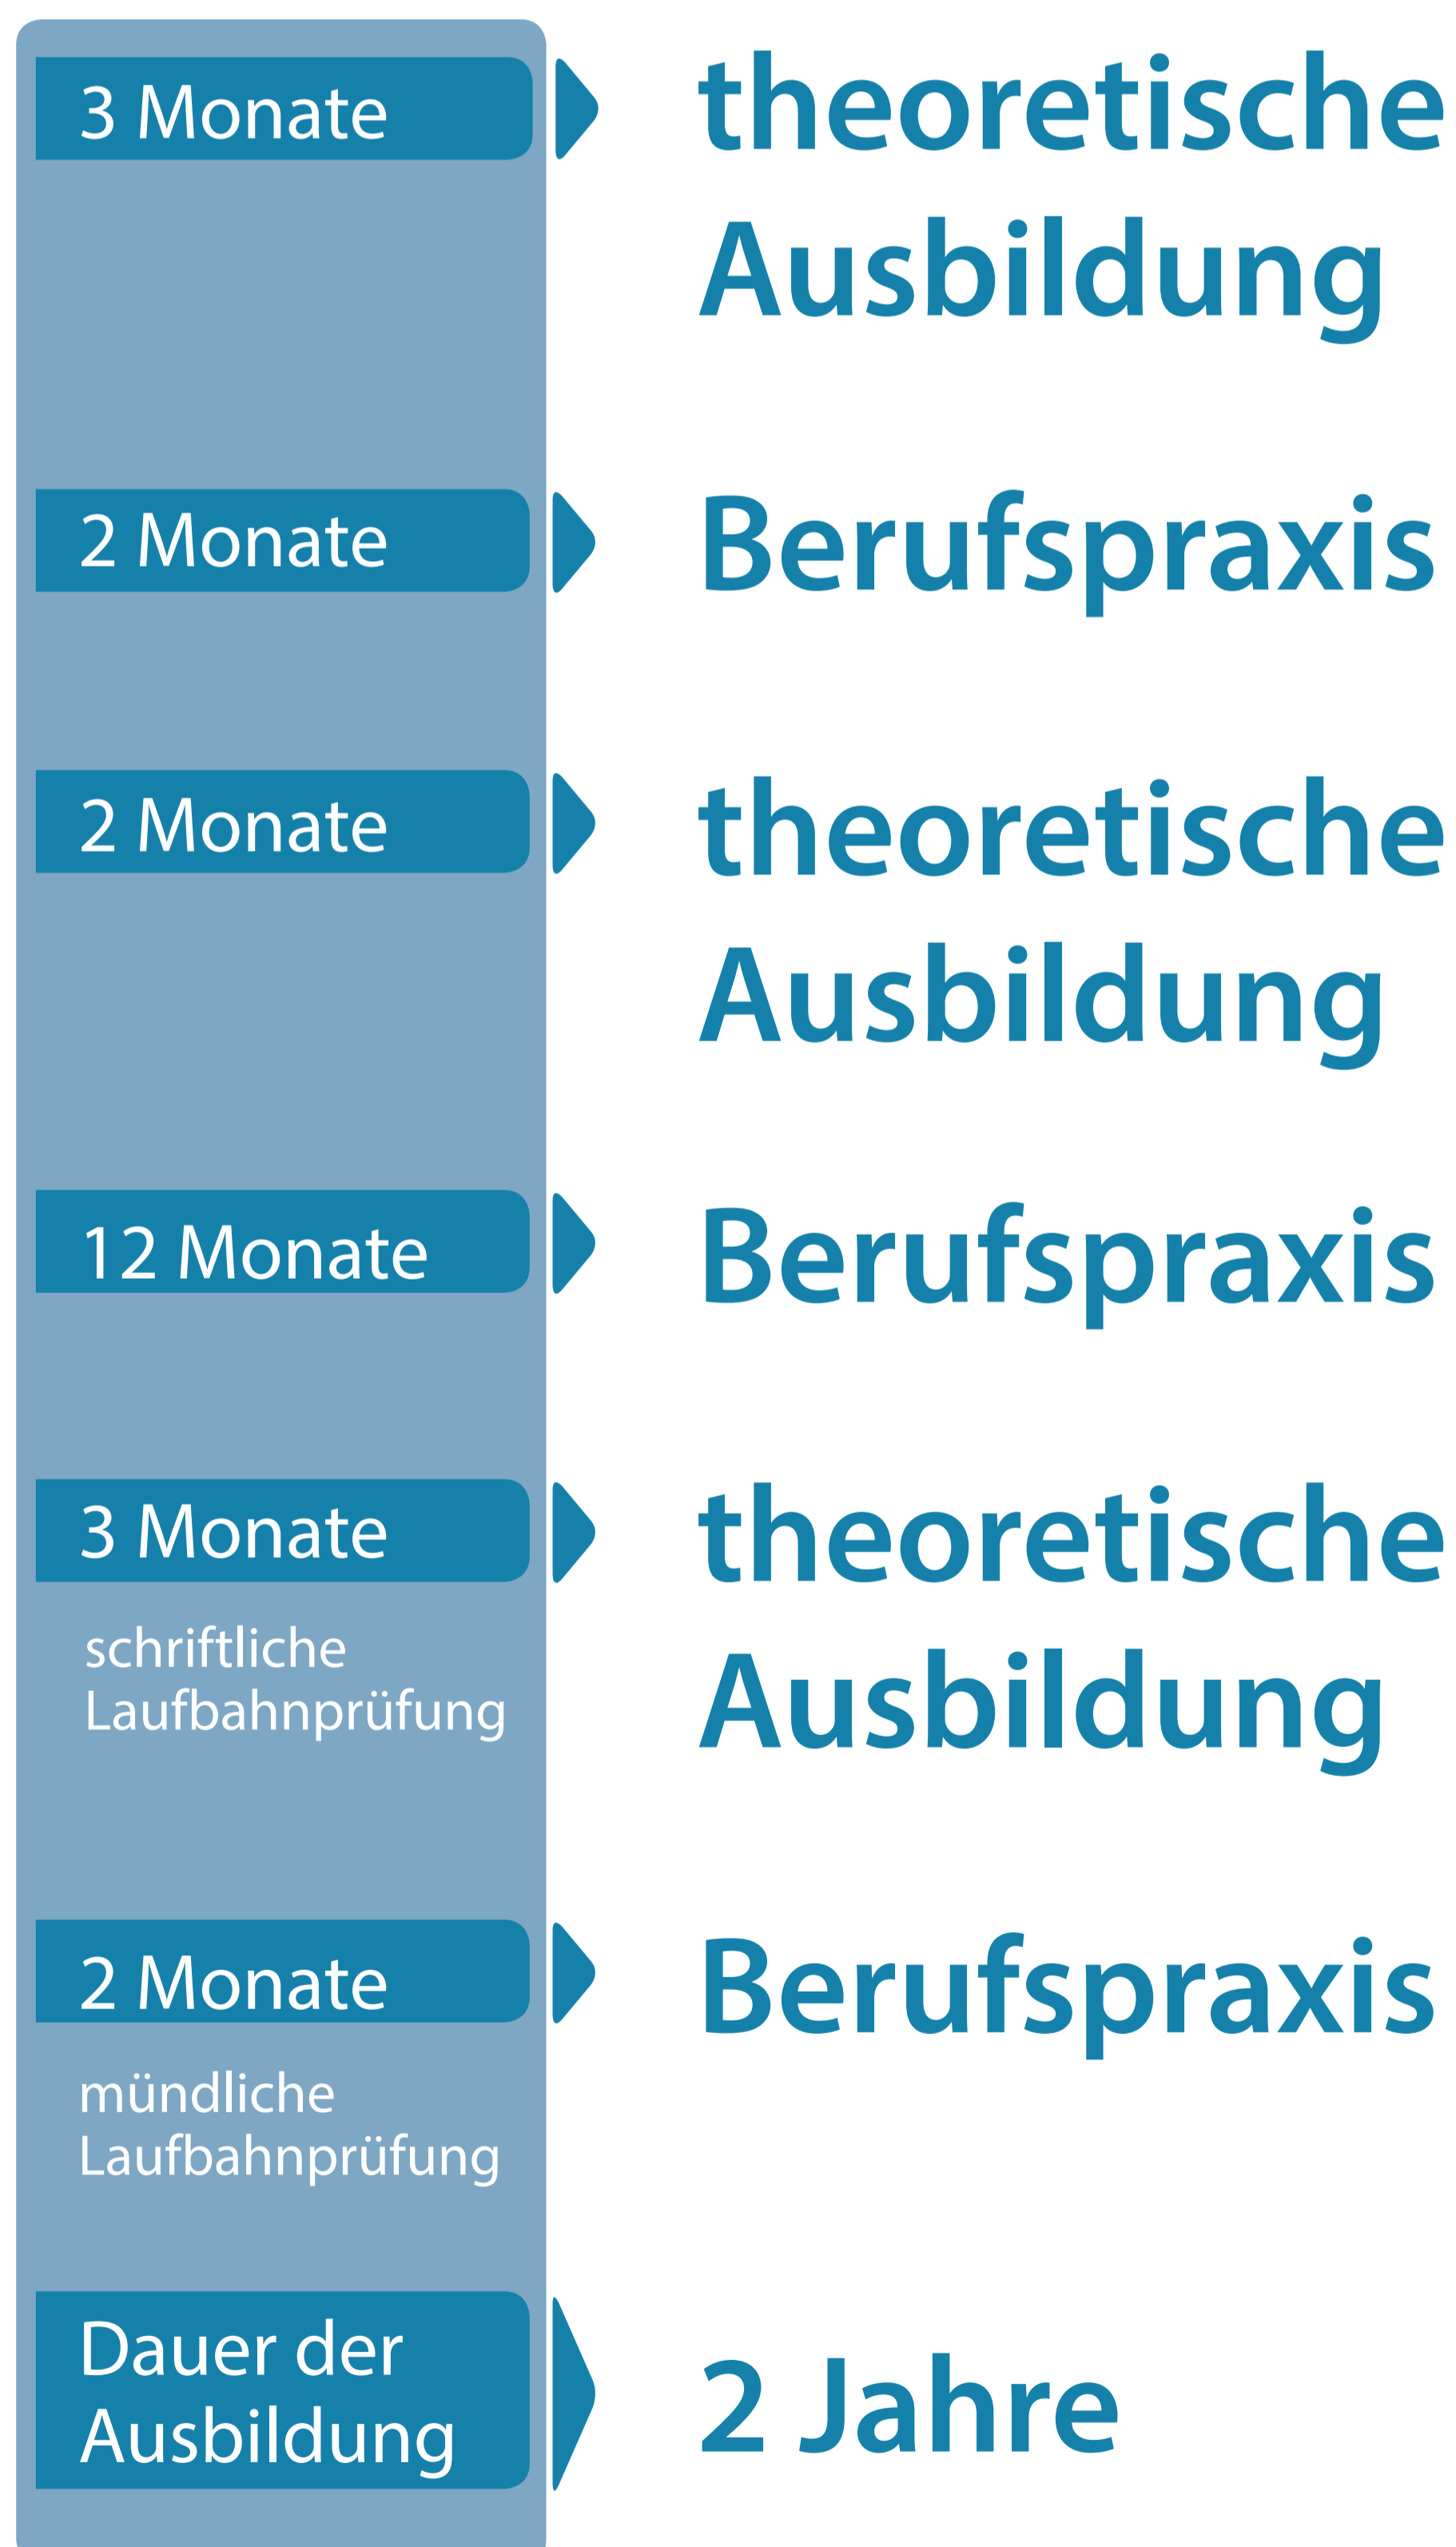 3 Monate
theoretische
Ausbildung
2 Monate
Berufspraxis
2 Monate
theoretische
Ausbildung
12 Monate
Berufspraxis
3 Monate
theoretische
Ausbildung
schriftliche
Laufbahnprüfung
2 Monate
Berufspraxis
mündliche
Laufbahnprüfung
Dauer der
Ausbildung
2 Jahre